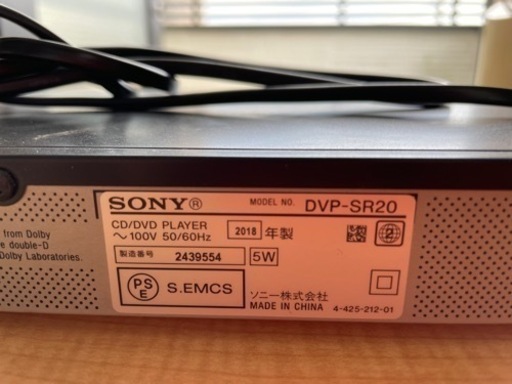 from Dolby
e double-D
Dolby Laboratories.
SONY® MODEL NO. DVP-SR20
CD/DVD PLAYER
～100V 50/60Hz 2018 年製
製造番号 2439554 5W
PSE S.EMCS
ソニー株式会社
MADE IN CHINA 4-425-212-01